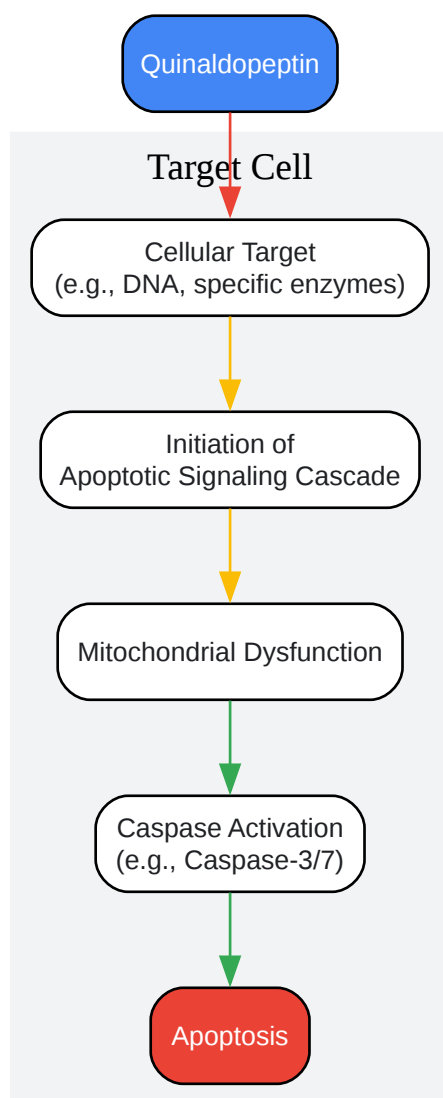 Quinaldopeptin
Target Cell
Cellular Target
(e.g., DNA, specific enzymes)
Initiation of
Apoptotic Signaling Cascade
Mitochondrial Dysfunction
Caspase Activation
(e.g., Caspase-3/7)
Apoptosis